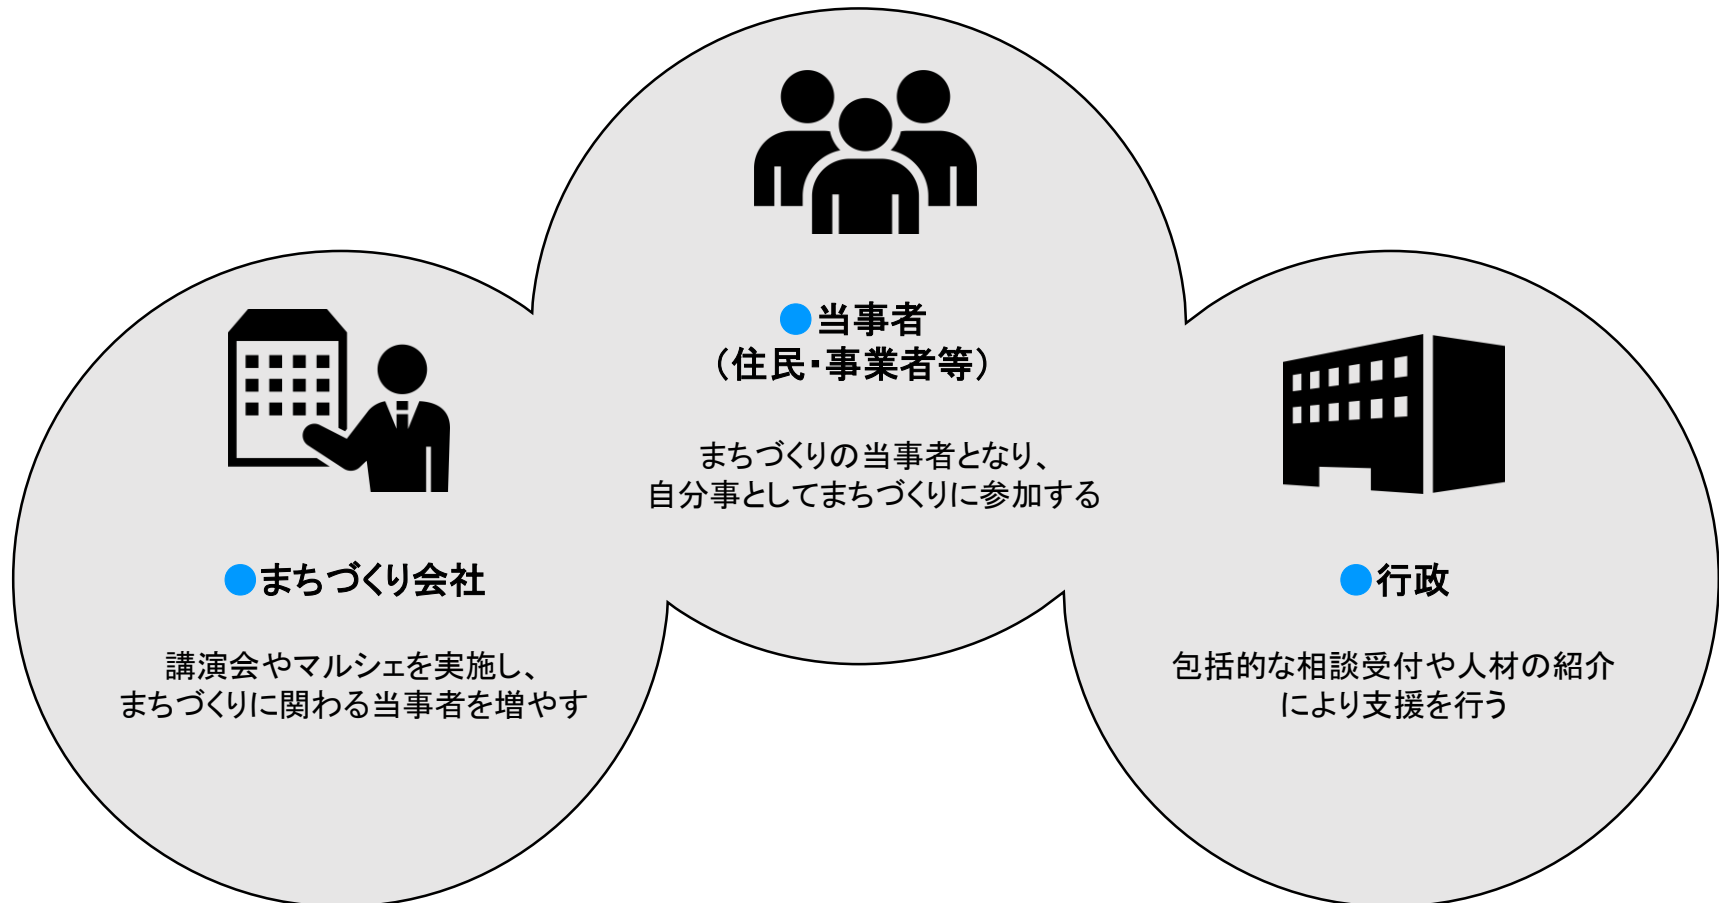 ●当事者
（住民・事業者等）
まちづくりの当事者となり、
自分事としてまちづくりに参加する
●まちづくり会社
講演会やマルシェを実施し、
まちづくりに関わる当事者を増やす
●行政
包括的な相談受付や人材の紹介
により支援を行う